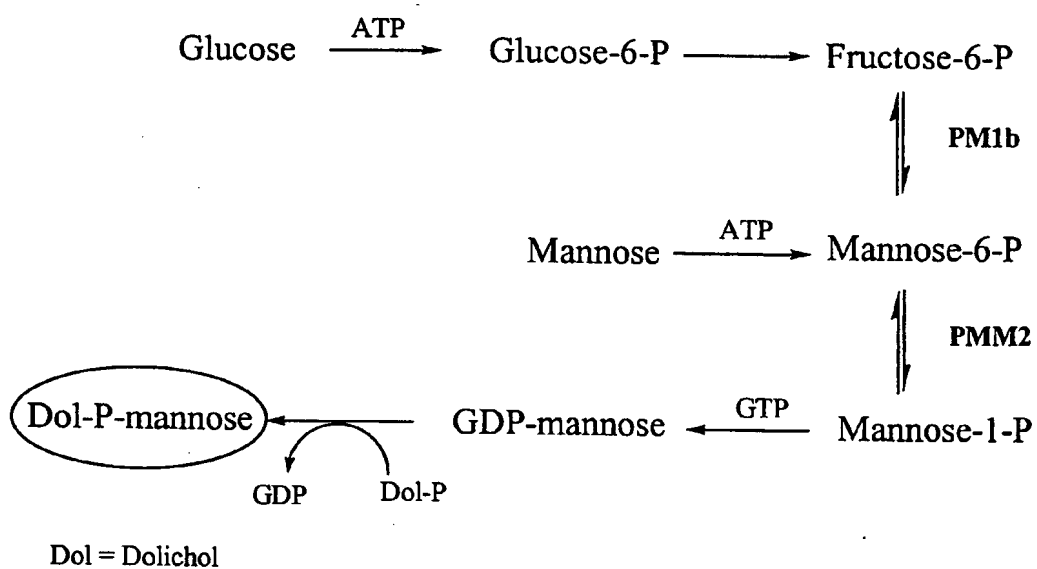 Glucose ATP Glucose-6-P Fructose-6-P
PM1b
Mannose ATP Mannose-6-P
PMM2
Dol-P-mannose GDP-mannose GTP Mannose-1-P
GDP Dol-P
Dol = Dolichol